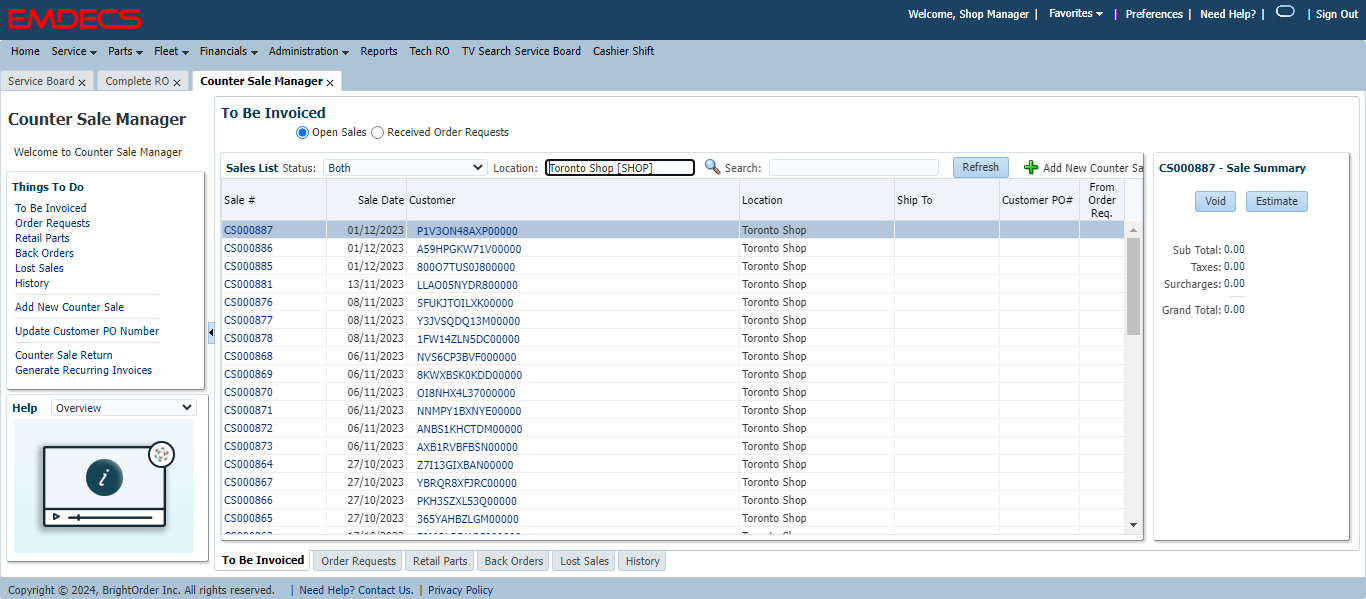 EMDECS
Welcome, Shop Manager | Favorites | Preferences | Need Help? | | Sign Out
Home Service Parts Fleet Financials Administration Reports Tech RO TV Search Service Board Cashier Shift
Service Board x Complete RO x Counter Sale Manager x
Counter Sale Manager
Welcome to Counter Sale Manager
Things To Do
To Be Invoiced
Order Requests
Retail Parts
Back Orders
Lost Sales
History
Add New Counter Sale
Update Customer PO Number
Counter Sale Return
Generate Recurring Invoices
Help Overview
i
To Be Invoiced
Open Sales Received Order Requests
Sales List Status: Both Location: Toronto Shop [SHOP] Search: Refresh Add New Counter Sa
Sale # Sale Date Customer Location Ship To Customer PO# From Order Req.
CS000887 01/12/2023 P1V3ON48AXP00000 Toronto Shop
CS000886 01/12/2023 A59HPGKW71V00000 Toronto Shop
CS000885 01/12/2023 800O7TUS0J800000 Toronto Shop
CS000881 13/11/2023 LLAO05NYDR800000 Toronto Shop
CS000876 08/11/2023 SFUKJTOILXK00000 Toronto Shop
CS000877 08/11/2023 Y3JVSQDQ13M00000 Toronto Shop
CS000878 08/11/2023 1FW14ZLN5DC00000 Toronto Shop
CS000868 06/11/2023 NVS6CP3BVF000000 Toronto Shop
CS000869 06/11/2023 8KWXBSK0KDD00000 Toronto Shop
CS000870 06/11/2023 OI8NHX4L37000000 Toronto Shop
CS000871 06/11/2023 NNMPY1BXNYE00000 Toronto Shop
CS000872 06/11/2023 ANBS1KHCTDM00000 Toronto Shop
CS000873 06/11/2023 AXB1RVBFBSN00000 Toronto Shop
CS000864 27/10/2023 Z7I13GIXBAN00000 Toronto Shop
CS000867 27/10/2023 YBRQR8XFJRC00000 Toronto Shop
CS000866 27/10/2023 PKH3SZXL53Q00000 Toronto Shop
CS000865 27/10/2023 365YAHBZLGM00000 Toronto Shop
CS000887 - Sale Summary
Void Estimate
Sub Total: 0.00
Taxes: 0.00
Surcharges: 0.00
Grand Total: 0.00
To Be Invoiced Order Requests Retail Parts Back Orders Lost Sales History
Copyright © 2024, BrightOrder Inc. All rights reserved. | Need Help? Contact Us. | Privacy Policy